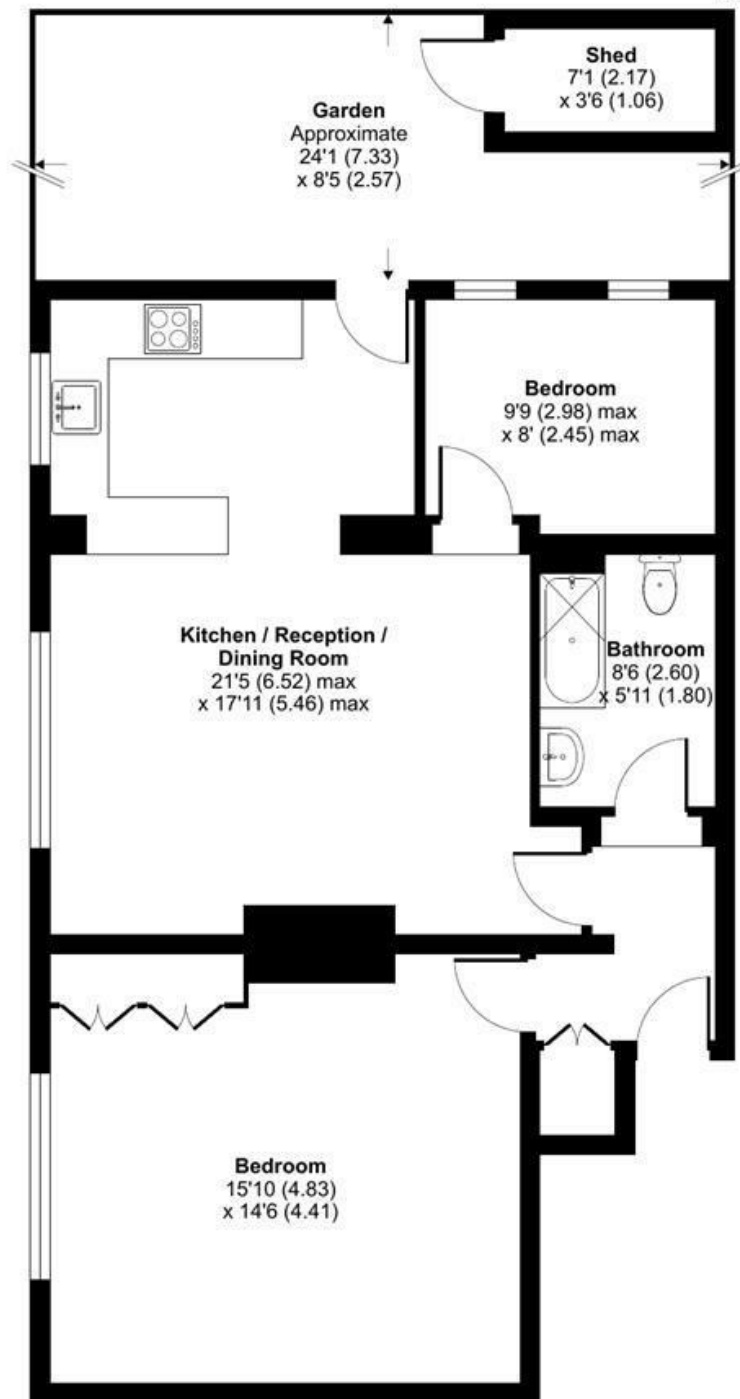 Shed
7'1 (2.17)
x 3'6 (1.06)
Garden
Approximate
24'1 (7.33)
x 8'5 (2.57)
Bedroom
9'9 (2.98) max
x 8' (2.45) max
Kitchen / Reception /
Dining Room
21'5 (6.52) max
x 17'11 (5.46) max
Bathroom
8'6 (2.60)
x 5'11 (1.80)
Bedroom
15'10 (4.83)
x 14'6 (4.41)